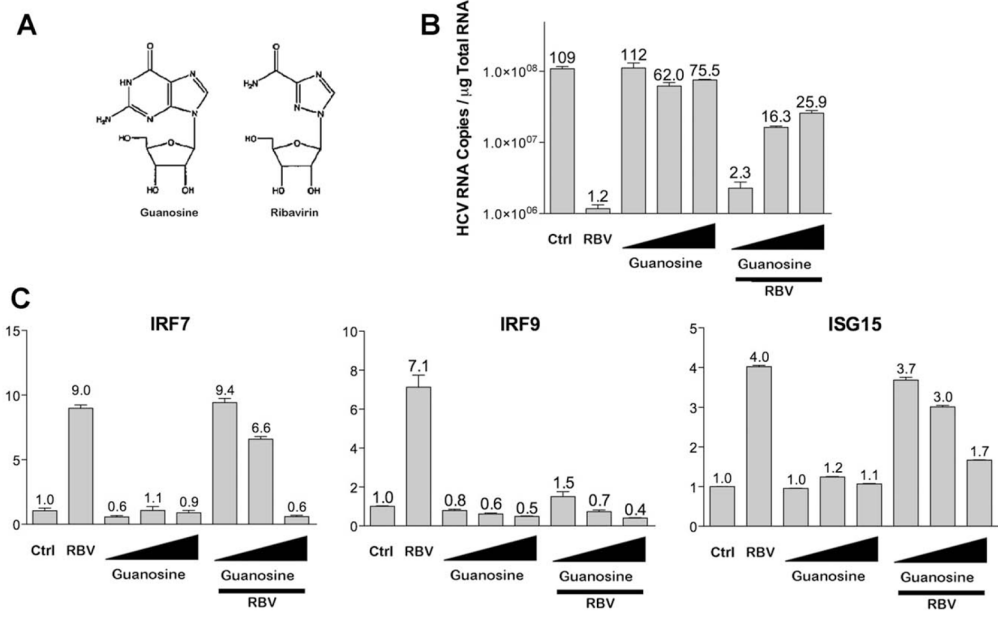 A
B
O
HN
N
N
H₂N
N
HO
O
HO
OH
Guanosine
O
H₂N
N
N
N
HO
O
HO
OH
Ribavirin
HCV RNA Copies / µg Total RNA
1.0×10⁰⁸
1.0×10⁰⁷
1.0×10⁰⁶
109
1.2
112
62.0
75.5
2.3
16.3
25.9
Ctrl RBV
Guanosine
Guanosine
RBV
C
IRF7
15
10
5
0
1.0
9.0
0.6
1.1
0.9
9.4
6.6
0.6
Ctrl RBV
Guanosine
Guanosine
RBV
IRF9
10
8
6
4
2
0
1.0
7.1
0.8
0.6
0.5
1.5
0.7
0.4
Ctrl RBV
Guanosine
Guanosine
RBV
ISG15
5
4
3
2
1
0
1.0
4.0
1.0
1.2
1.1
3.7
3.0
1.7
Ctrl RBV
Guanosine
Guanosine
RBV